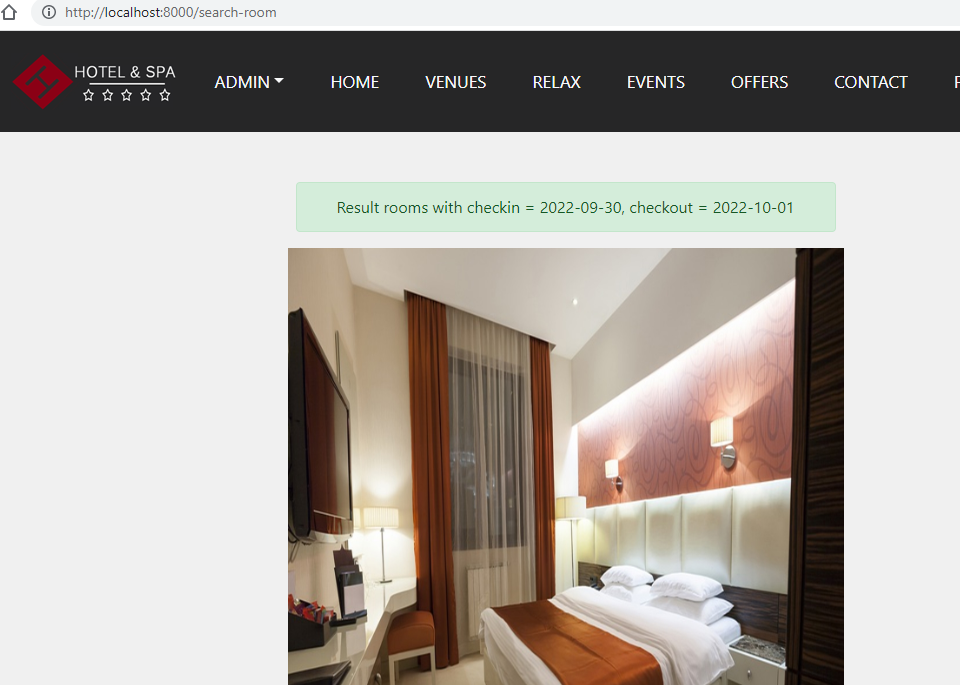 http://localhost:8000/search-room
HOTEL & SPA
ADMIN HOME VENUES RELAX EVENTS OFFERS CONTACT
Result rooms with checkin = 2022-09-30, checkout = 2022-10-01